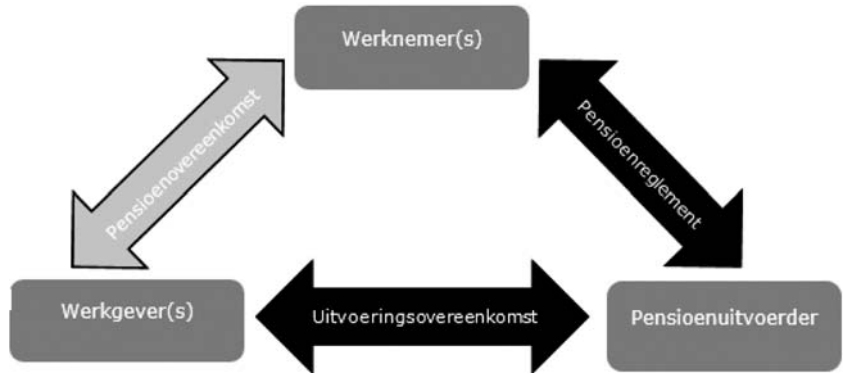 Werknemer(s)
Pensioenovereenkomst
Pensioenreglement
Werkgever(s)
Uitvoeringsovereenkomst
Pensioenuitvoerder